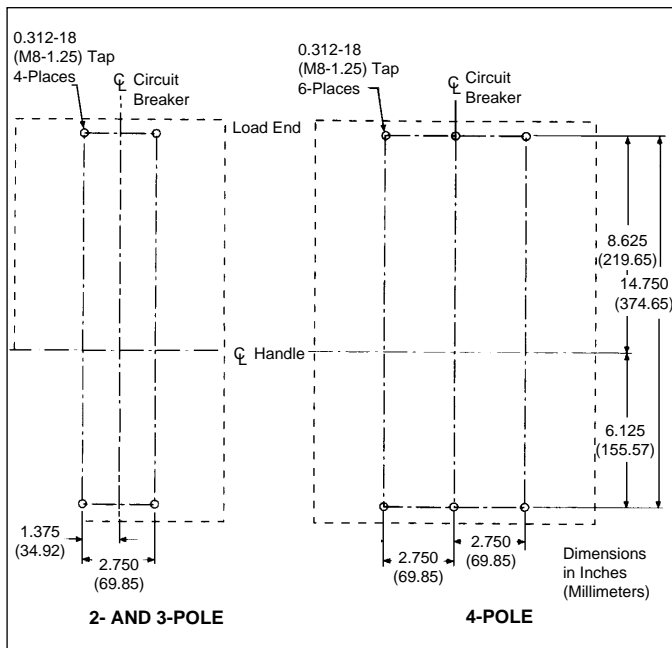 0.312-18
(M8-1.25) Tap
4-Places
℄ Circuit
Breaker
Load End
0.312-18
(M8-1.25) Tap
6-Places
℄ Circuit
Breaker
8.625
(219.65)
14.750
(374.65)
℄ Handle
6.125
(155.57)
1.375
(34.92)
2.750
(69.85)
2.750
(69.85)
2.750
(69.85)
Dimensions
in Inches
(Millimeters)
2- AND 3-POLE
4-POLE